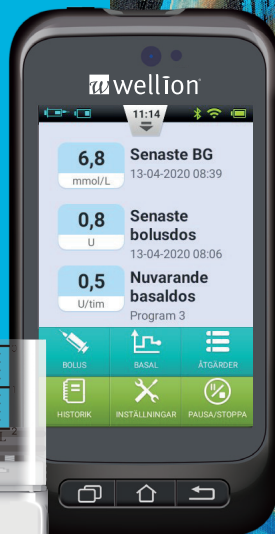 wellion
11:14
6,8
mmol/L
Senaste BG
13-04-2020 08:39
0,8
U
Senaste
bolusdos
13-04-2020 08:06
0,5
U/tim
Nuvarande
basaldos
Program 3
BOLUS
BASAL
ÅTGÄRDER
HISTORIK
INSTÄLLNINGAR
PAUSA/STOPPA